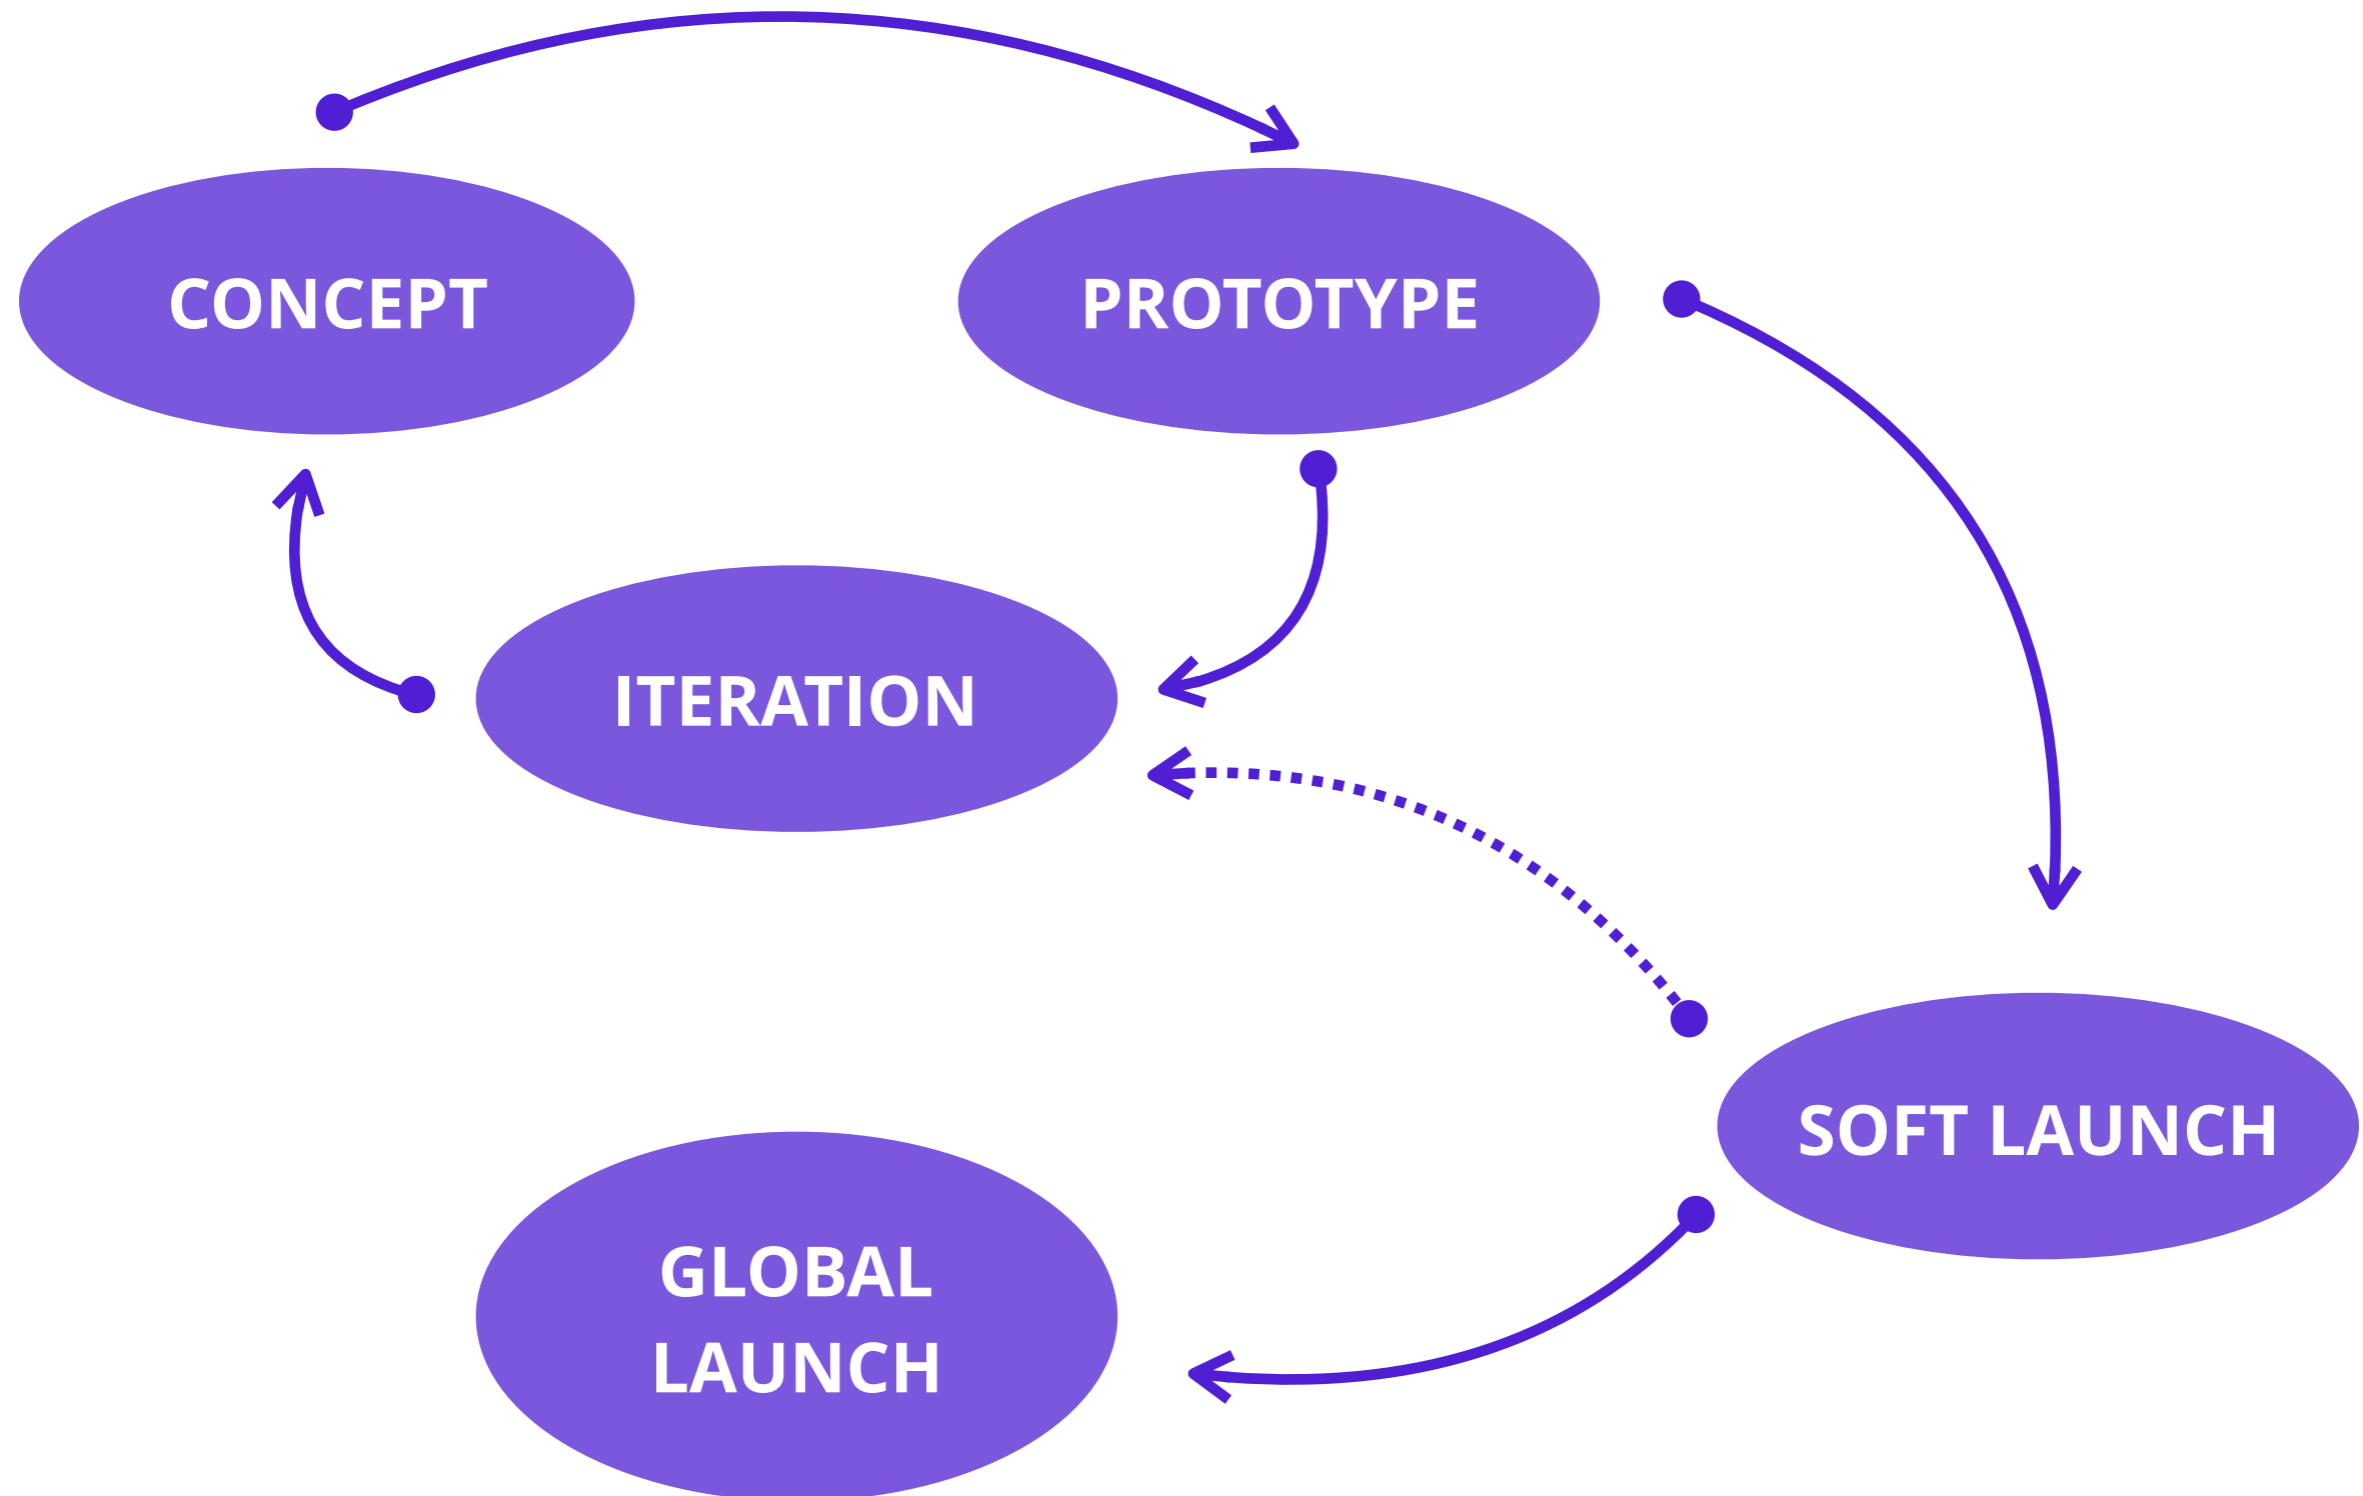 CONCEPT
PROTOTYPE
ITERATION
SOFT LAUNCH
GLOBAL
LAUNCH